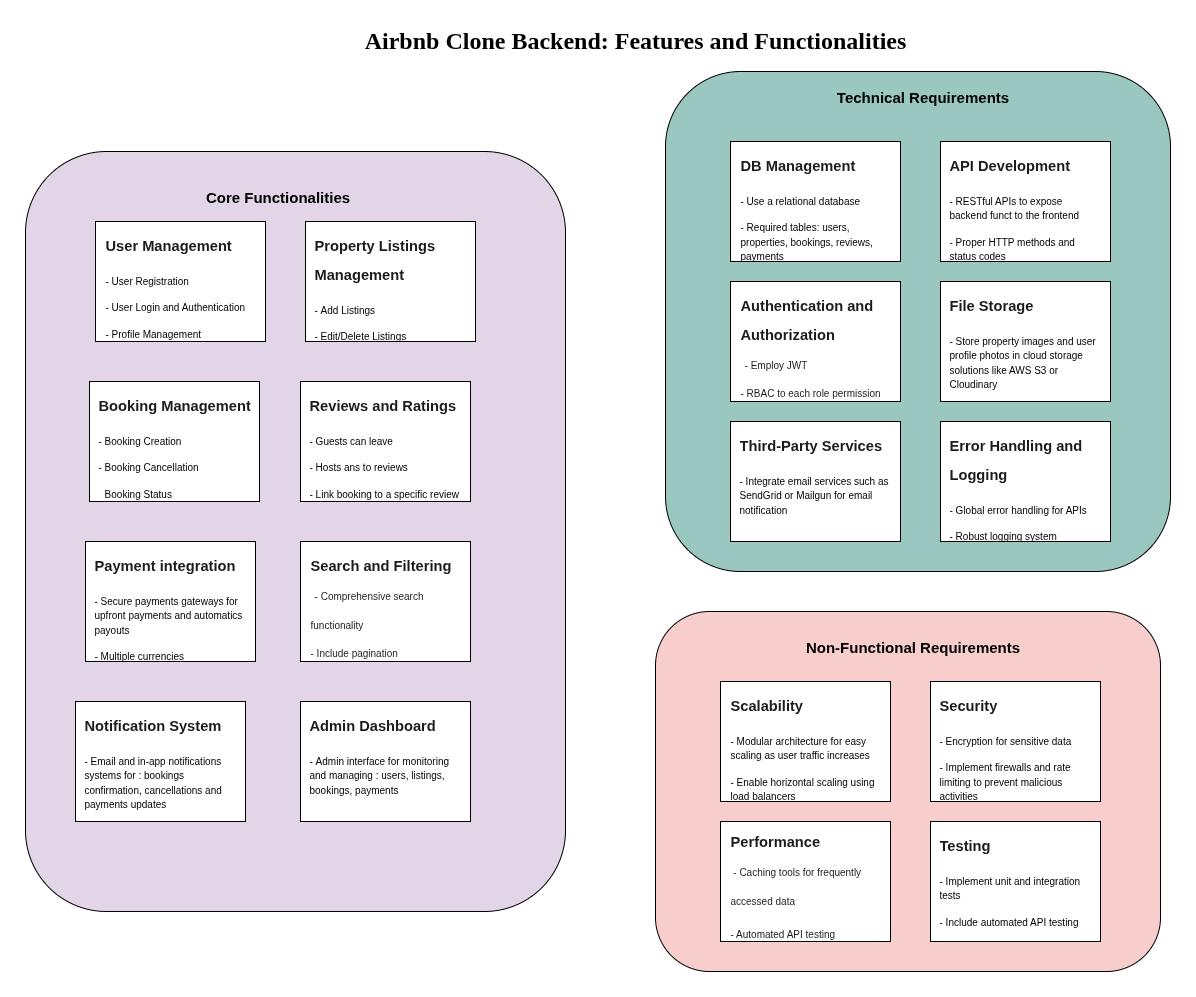 Airbnb Clone Backend: Features and Functionalities
Core Functionalities
User Management
- User Registration
- User Login and Authentication
- Profile Management
Property Listings
Management
- Add Listings
- Edit/Delete Listings
Booking Management
- Booking Creation
- Booking Cancellation
Booking Status
Reviews and Ratings
- Guests can leave
- Hosts ans to reviews
- Link booking to a specific review
Payment integration
- Secure payments gateways for
upfront payments and automatics
payouts
- Multiple currencies
Search and Filtering
- Comprehensive search
functionality
- Include pagination
Notification System
- Email and in-app notifications
systems for : bookings
confirmation, cancellations and
payments updates
Admin Dashboard
- Admin interface for monitoring
and managing : users, listings,
bookings, payments
Technical Requirements
DB Management
- Use a relational database
- Required tables: users,
properties, bookings, reviews,
payments
API Development
- RESTful APIs to expose
backend funct to the frontend
- Proper HTTP methods and
status codes
Authentication and
Authorization
- Employ JWT
- RBAC to each role permission
File Storage
- Store property images and user
profile photos in cloud storage
solutions like AWS S3 or
Cloudinary
Third-Party Services
- Integrate email services such as
SendGrid or Mailgun for email
notification
Error Handling and
Logging
- Global error handling for APIs
- Robust logging system
Non-Functional Requirements
Scalability
- Modular architecture for easy
scaling as user traffic increases
- Enable horizontal scaling using
load balancers
Security
- Encryption for sensitive data
- Implement firewalls and rate
limiting to prevent malicious
activities
Performance
- Caching tools for frequently
accessed data
- Automated API testing
Testing
- Implement unit and integration
tests
- Include automated API testing